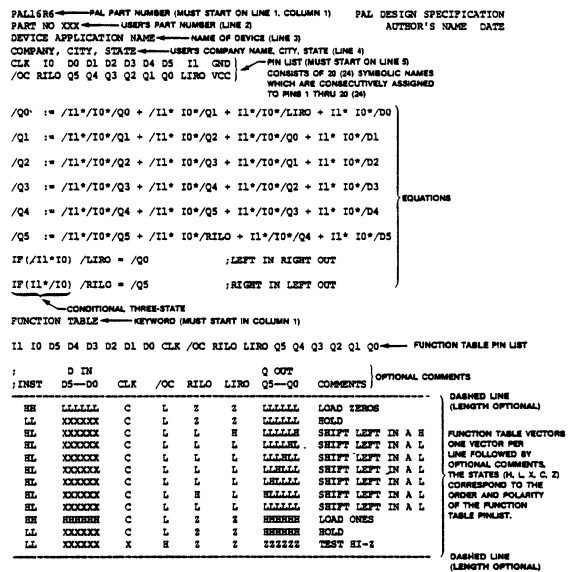 PAL16R6 PAL PART NUMBER (MUST START ON LINE 1, COLUMN 1) PAL DESIGN SPECIFICATION
PART NO XXX USER'S PART NUMBER (LINE 2) AUTHOR'S NAME DATE
DEVICE APPLICATION NAME NAME OF DEVICE (LINE 3)
COMPANY, CITY, STATE USER'S COMPANY NAME, CITY, STATE (LINE 4)
CLK I0 D0 D1 D2 D3 D4 D5 I1 GND
/OC RILO Q5 Q4 Q3 Q2 Q1 Q0 LIRO VCC
PIN LIST (MUST START ON LINE 5)
CONSISTS OF 20 (24) SYMBOLIC NAMES
WHICH ARE CONSECUTIVELY ASSIGNED
TO PINS 1 THRU 20 (24)
/Q0 := /I1*/I0*/Q0 + /I1* I0*/Q1 + I1*/I0*/LIRO + I1* I0*/D0
/Q1 := /I1*/I0*/Q1 + /I1* I0*/Q2 + I1*/I0*/Q0 + I1* I0*/D1
/Q2 := /I1*/I0*/Q2 + /I1* I0*/Q3 + I1*/I0*/Q1 + I1* I0*/D2
/Q3 := /I1*/I0*/Q3 + /I1* I0*/Q4 + I1*/I0*/Q2 + I1* I0*/D3
/Q4 := /I1*/I0*/Q4 + /I1* I0*/Q5 + I1*/I0*/Q3 + I1* I0*/D4
/Q5 := /I1*/I0*/Q5 + /I1* I0*/RILO + I1*/I0*/Q4 + I1* I0*/D5
EQUATIONS
IF(/I1*I0) /LIRO = /Q0 ;LEFT IN RIGHT OUT
IF(I1*/I0) /RILO = /Q5 ;RIGHT IN LEFT OUT
CONDITIONAL THREE-STATE
FUNCTION TABLE KEYWORD (MUST START IN COLUMN 1)
I1 I0 D5 D4 D3 D2 D1 D0 CLK /OC RILO LIRO Q5 Q4 Q3 Q2 Q1 Q0 FUNCTION TABLE PIN LIST
; D IN Q OUT
;INST D5--D0 CLK /OC RILO LIRO Q5--Q0 COMMENTS
OPTIONAL COMMENTS
DASHED LINE
(LENGTH OPTIONAL)
HH LLLLLL C L Z Z LLLLLL LOAD ZEROS
LL XXXXXX C L Z Z LLLLLL HOLD
HL XXXXXX C L L H LLLLLH SHIFT LEFT IN A H
HL XXXXXX C L L L LLLLHL SHIFT LEFT IN A L
HL XXXXXX C L L L LLLHLL SHIFT LEFT IN A L
HL XXXXXX C L L L LLHLLL SHIFT LEFT IN A L
HL XXXXXX C L L L LHLLLL SHIFT LEFT IN A L
HL XXXXXX C L H L HLLLLL SHIFT LEFT IN A L
HL XXXXXX C L L L LLLLLL SHIFT LEFT IN A L
HH HHHHHH C L Z Z HHHHHH LOAD ONES
LL XXXXXX C L Z Z HHHHHH HOLD
LL XXXXXX X H Z Z ZZZZZZ TEST HI-Z
FUNCTION TABLE VECTORS
ONE VECTOR PER
LINE FOLLOWED BY
OPTIONAL COMMENTS.
THE STATES (H, L, X, C, Z)
CORRESPOND TO THE
ORDER AND POLARITY
OF THE FUNCTION
TABLE PINLIST.
DASHED LINE
(LENGTH OPTIONAL)